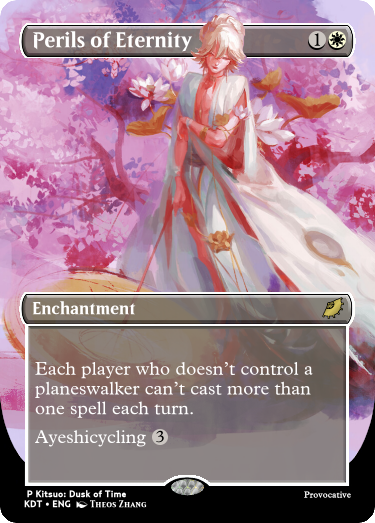 Perils of Eternity 1
Enchantment
Each player who doesn't control a
planeswalker can't cast more than
one spell each turn.
Ayeshicycling 3
P Kitsuo: Dusk of Time
KDT • ENG Theos Zhang
Provocative